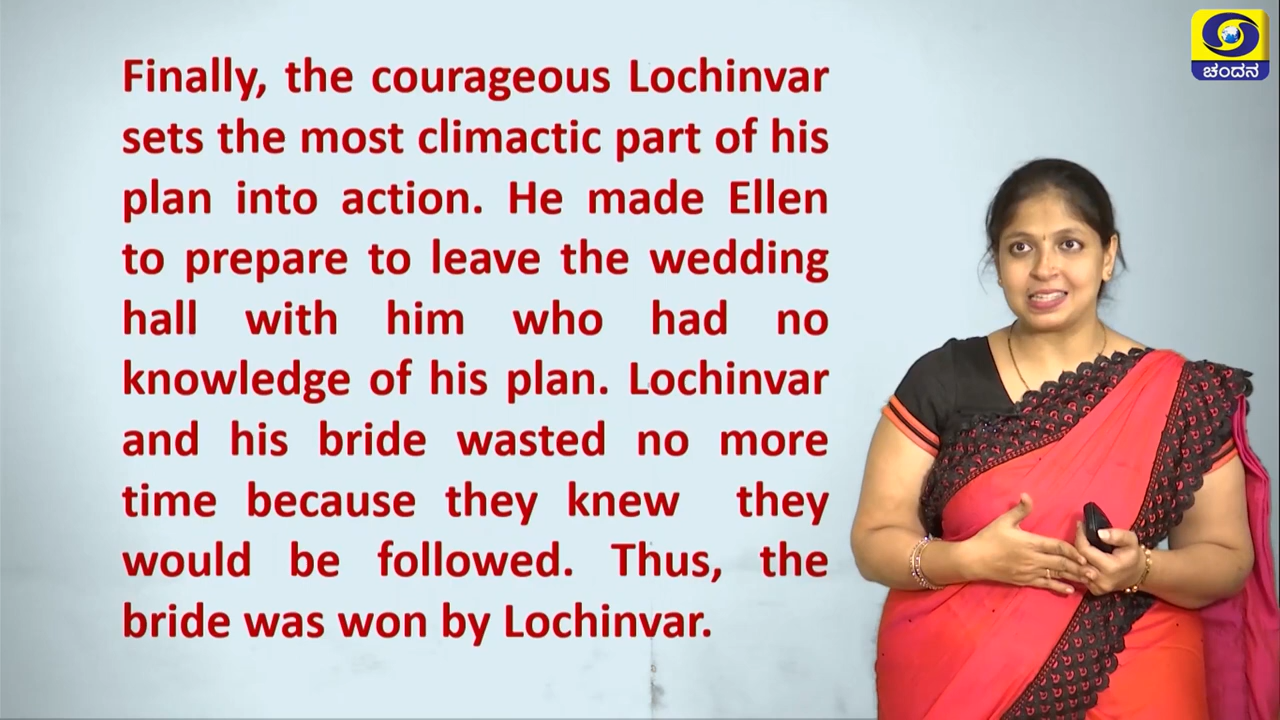 Finally, the courageous Lochinvar
sets the most climactic part of his
plan into action. He made Ellen
to prepare to leave the wedding
hall with him who had no
knowledge of his plan. Lochinvar
and his bride wasted no more
time because they knew they
would be followed. Thus, the
bride was won by Lochinvar.
ಚಂದನ